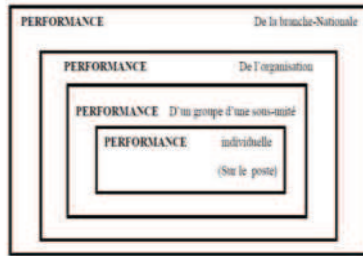 PERFORMANCE De la branche-Nationale
PERFORMANCE De l'organisation
PERFORMANCE D'un groupe d'une sous-unité
PERFORMANCE individuelle
(Sur le poste)